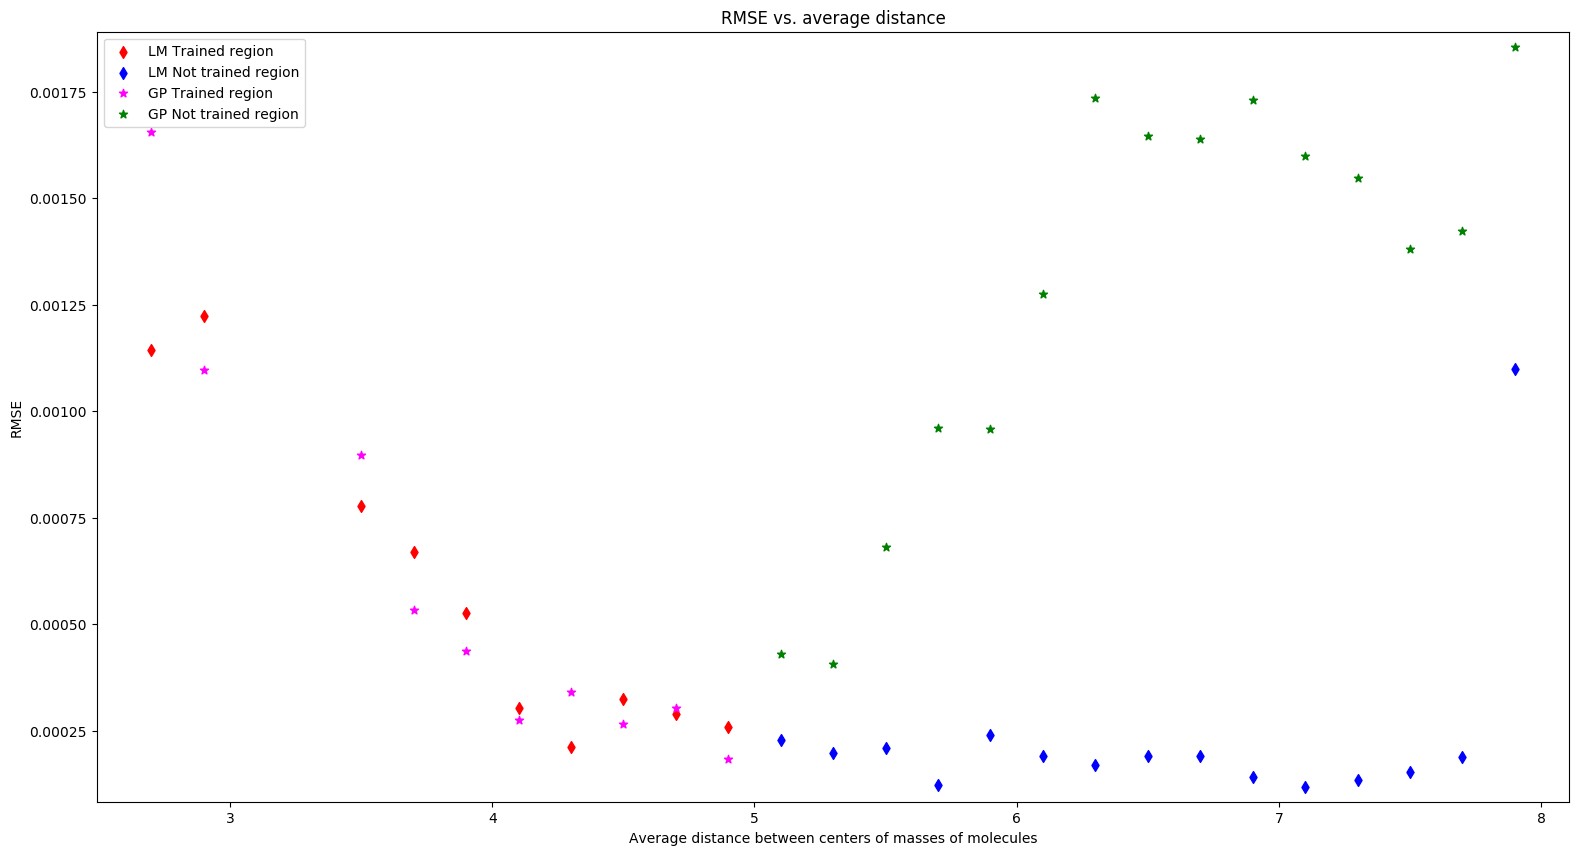 RMSE vs. average distance
LM Trained region
LM Not trained region
GP Trained region
GP Not trained region
0.00175
0.00150
0.00125
0.00100
0.00075
0.00050
0.00025
RMSE
3 4 5 6 7 8
Average distance between centers of masses of molecules